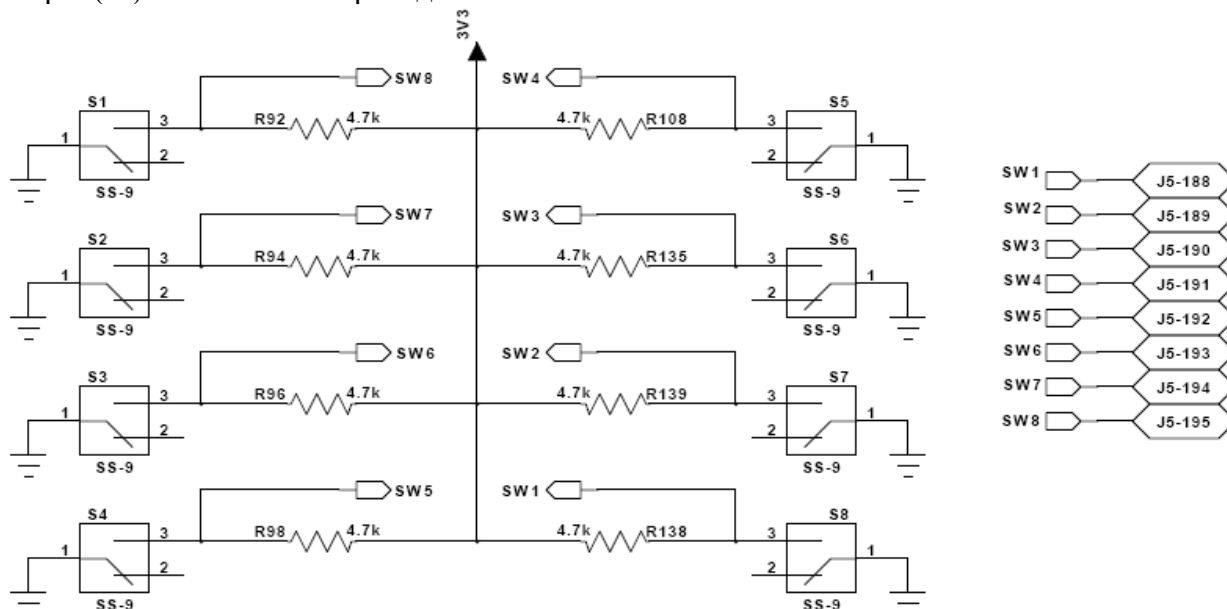 3V3
SW8
SW4
S1
3
R92
4.7k
4.7k
R108
3
S5
1
2
2
1
SS-9
SS-9
SW7
SW3
S2
3
R94
4.7k
4.7k
R135
3
S6
1
2
2
1
SS-9
SS-9
SW6
SW2
S3
3
R96
4.7k
4.7k
R139
3
S7
1
2
2
1
SS-9
SS-9
SW5
SW1
S4
3
R98
4.7k
4.7k
R138
3
S8
1
2
2
1
SS-9
SS-9
SW1 J5-188
SW2 J5-189
SW3 J5-190
SW4 J5-191
SW5 J5-192
SW6 J5-193
SW7 J5-194
SW8 J5-195